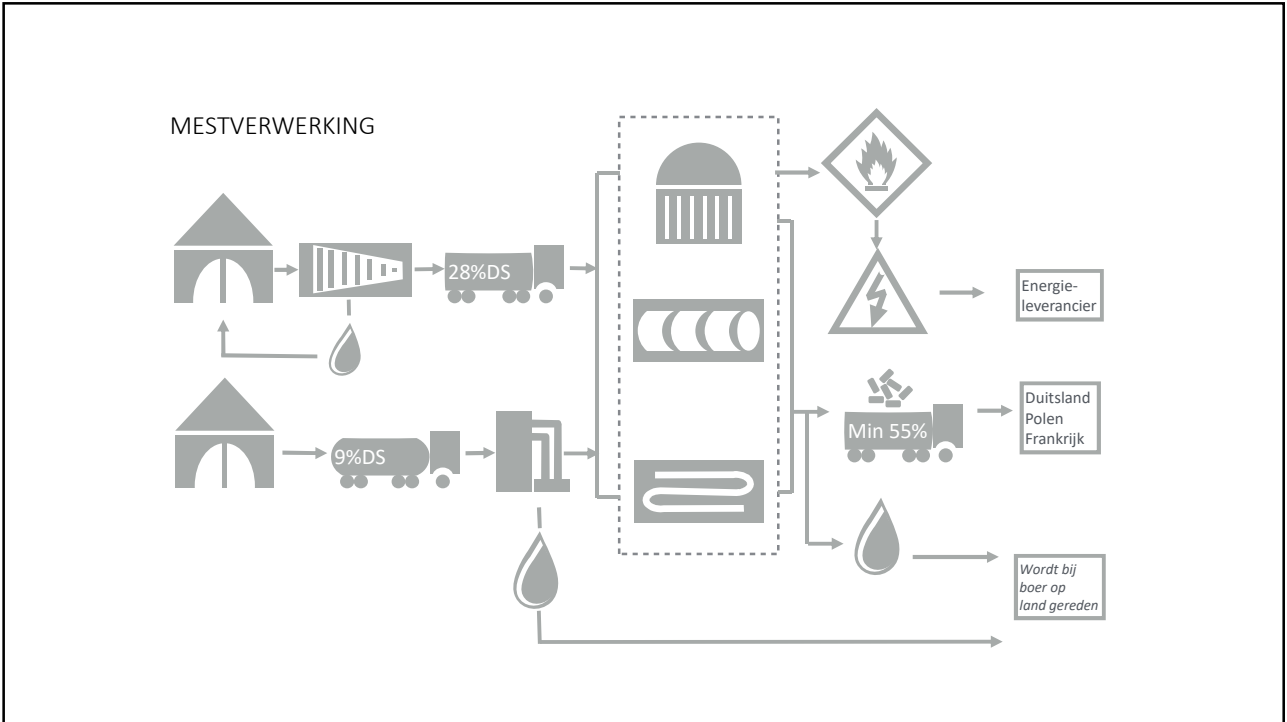 MESTVERWERKING
28%DS
Energie-
leverancier
9%DS
Min 55%
Duitsland
Polen
Frankrijk
Wordt bij
boer op
land gereden